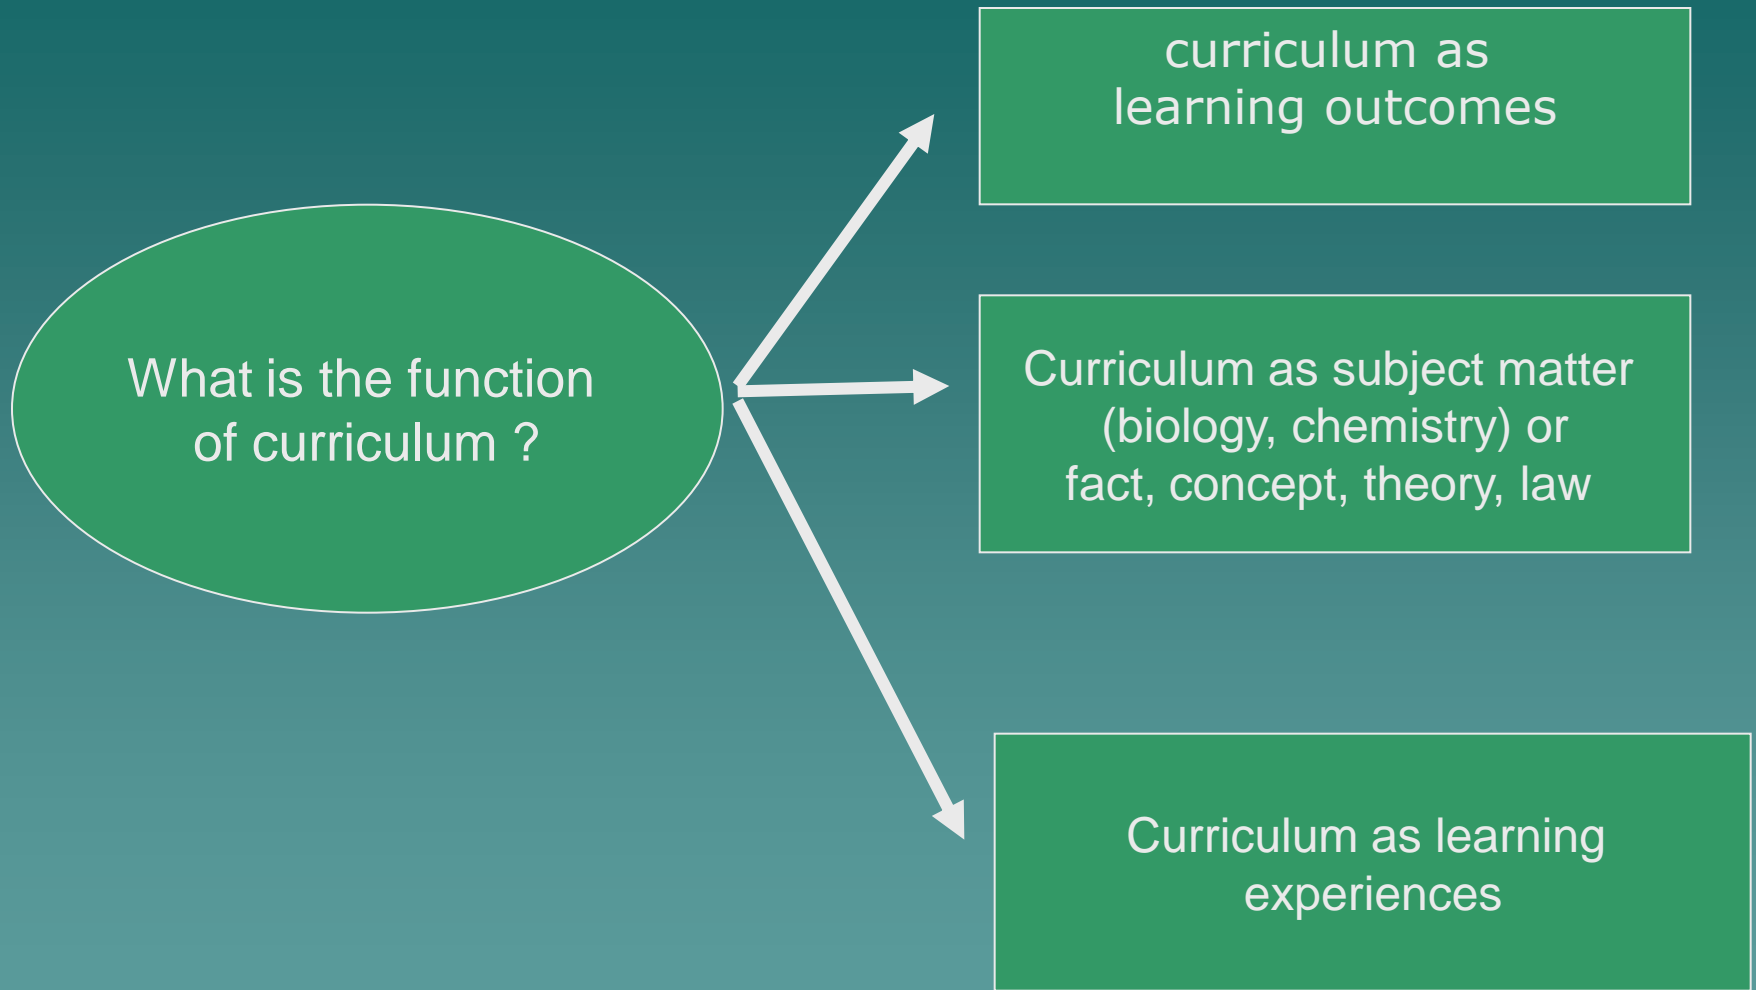 What is the function
of curriculum ?
curriculum as
learning outcomes
Curriculum as subject matter
(biology, chemistry) or
fact, concept, theory, law
Curriculum as learning
experiences